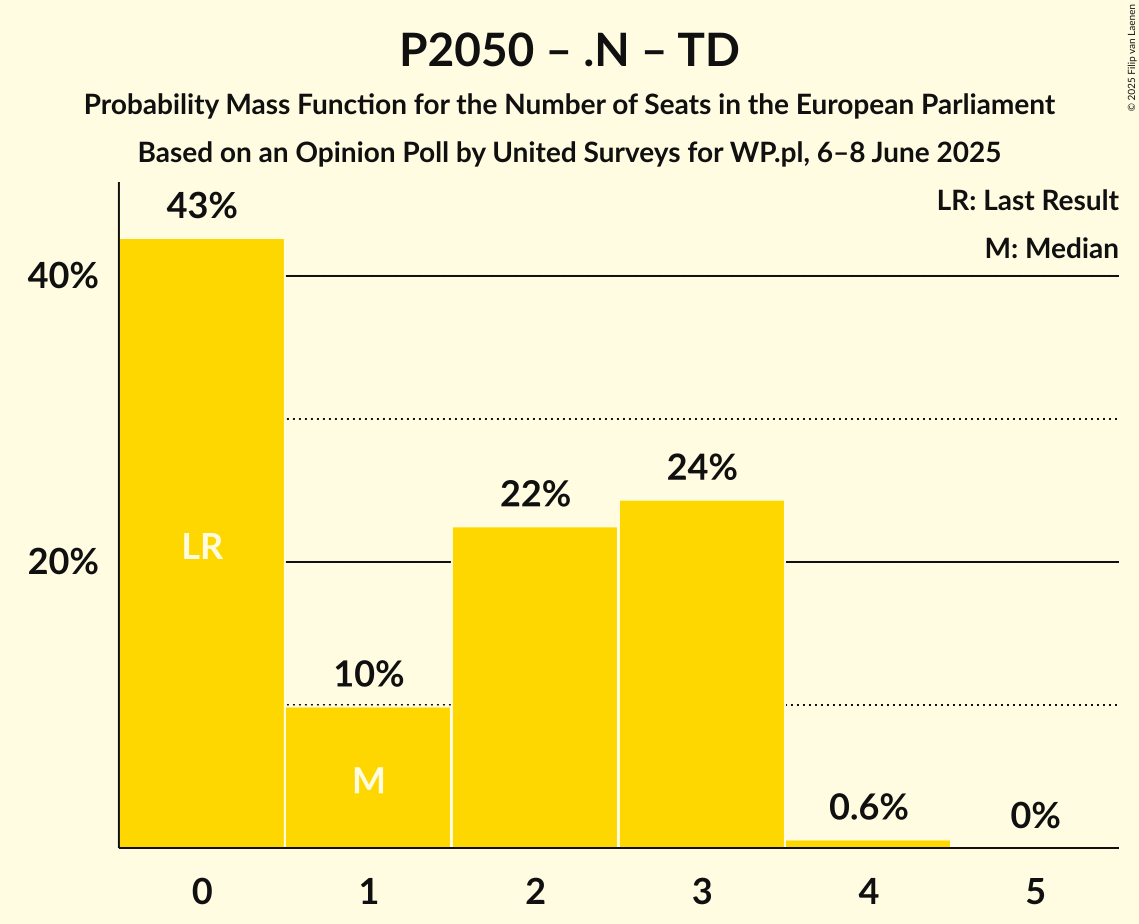 P2050 – .N – TD
Probability Mass Function for the Number of Seats in the European Parliament
Based on an Opinion Poll by United Surveys for WP.pl, 6–8 June 2025
© 2025 Filip van Laenen
LR: Last Result
M: Median
43%
40%
24%
22%
LR
20%
10%
M
0.6%
0%
0 1 2 3 4 5